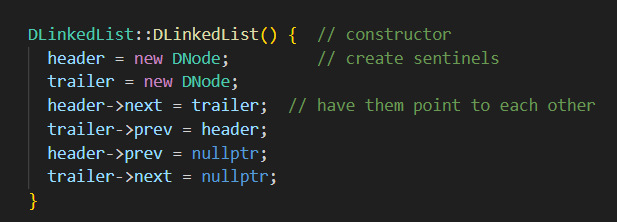 DLinkedList::DLinkedList() {  // constructor
  header = new DNode;         // create sentinels
  trailer = new DNode;
  header->next = trailer;  // have them point to each other
  trailer->prev = header;
  header->prev = nullptr;
  trailer->next = nullptr;
}